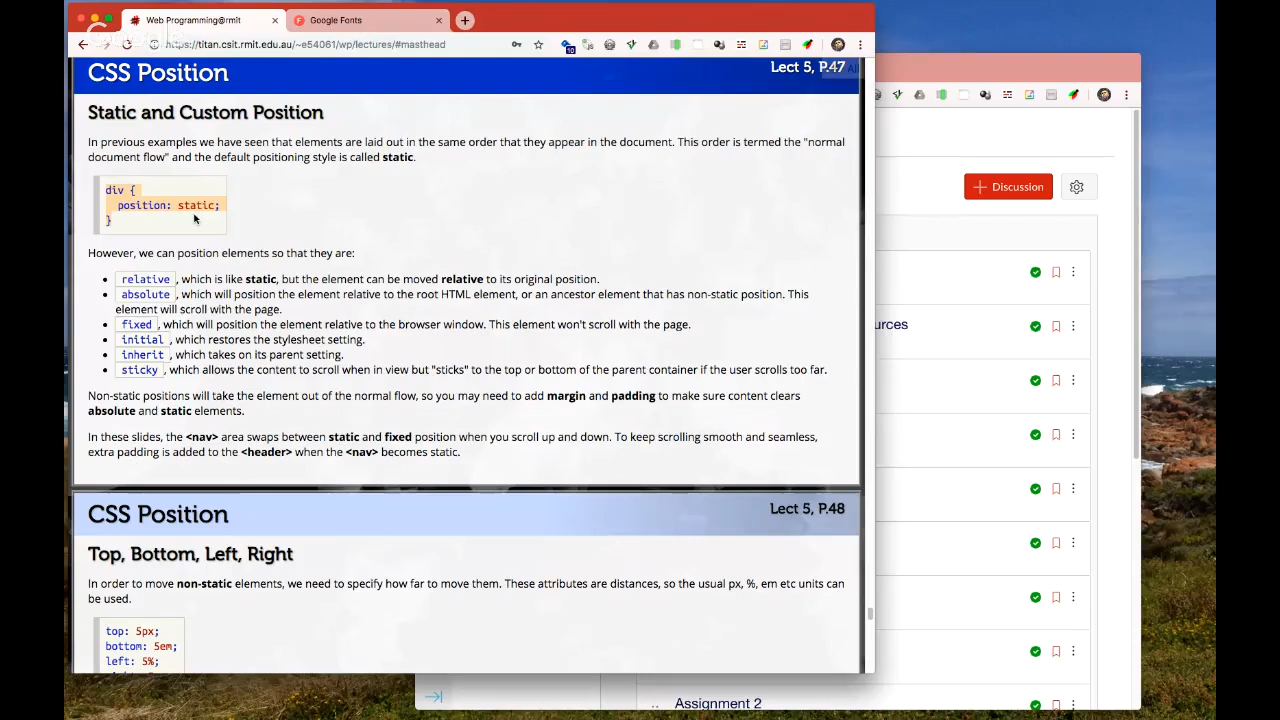 Web Programming@rmit
Google Fonts
https://titan.csit.rmit.edu.au/~e54061/wp/lectures/#masthead
10
CSS Position
Lect 5, P.47
Static and Custom Position
In previous examples we have seen that elements are laid out in the same order that they appear in the document. This order is termed the "normal
document flow" and the default positioning style is called static.
div {
position: static;
}
However, we can position elements so that they are:
• relative , which is like static, but the element can be moved relative to its original position.
• absolute , which will position the element relative to the root HTML element, or an ancestor element that has non-static position. This
element will scroll with the page.
• fixed , which will position the element relative to the browser window. This element won't scroll with the page.
• initial , which restores the stylesheet setting.
• inherit , which takes on its parent setting.
• sticky , which allows the content to scroll when in view but "sticks" to the top or bottom of the parent container if the user scrolls too far.
Non-static positions will take the element out of the normal flow, so you may need to add margin and padding to make sure content clears
absolute and static elements.
In these slides, the <nav> area swaps between static and fixed position when you scroll up and down. To keep scrolling smooth and seamless,
extra padding is added to the <header> when the <nav> becomes static.
CSS Position
Lect 5, P.48
Top, Bottom, Left, Right
In order to move non-static elements, we need to specify how far to move them. These attributes are distances, so the usual px, %, em etc units can
be used.
top: 5px;
bottom: 5em;
left: 5%;
Discussion
urces
Assignment 2